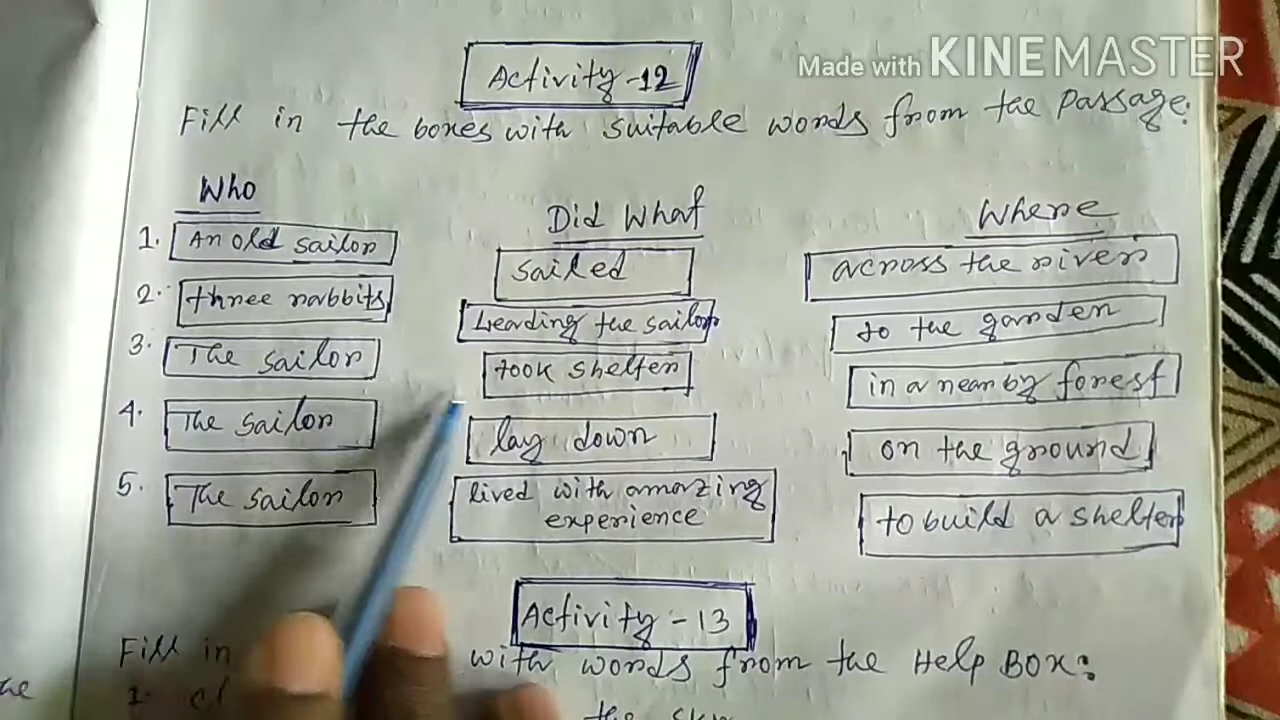 Made with KINEMASTER
Activity-12
Fill in the boxes with suitable words from the Passage:
Who Did What Where
1. An old sailor sailed across the river
2. three rabbits Leading the sailor to the garden
3. The sailor took shelter in a nearby forest
4. The sailor lay down on the ground
5. The sailor lived with amazing experience to build a shelter
Activity - 13
Fill in with words from the Help Box:
1.
the sky